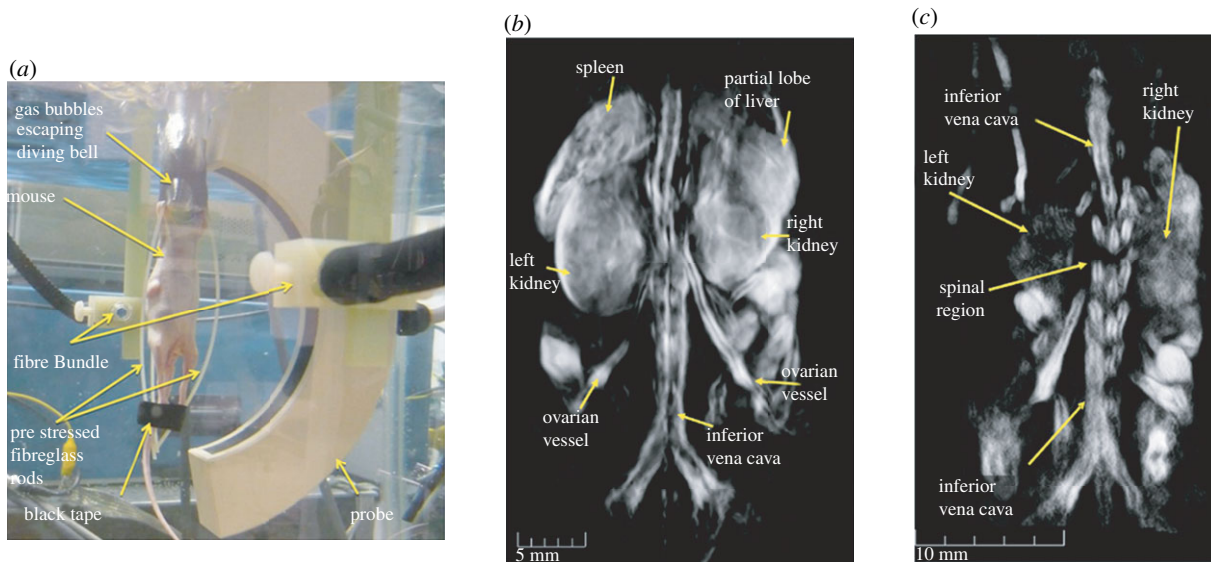 (a)
gas bubbles
escaping
diving bell
mouse
fibre Bundle
pre stressed
fibreglass
rods
black tape
probe
(b)
spleen
partial lobe
of liver
left
kidney
right
kidney
ovarian
vessel
ovarian
vessel
inferior
vena cava
5 mm
(c)
inferior
vena cava
right
kidney
left
kidney
spinal
region
inferior
vena cava
10 mm